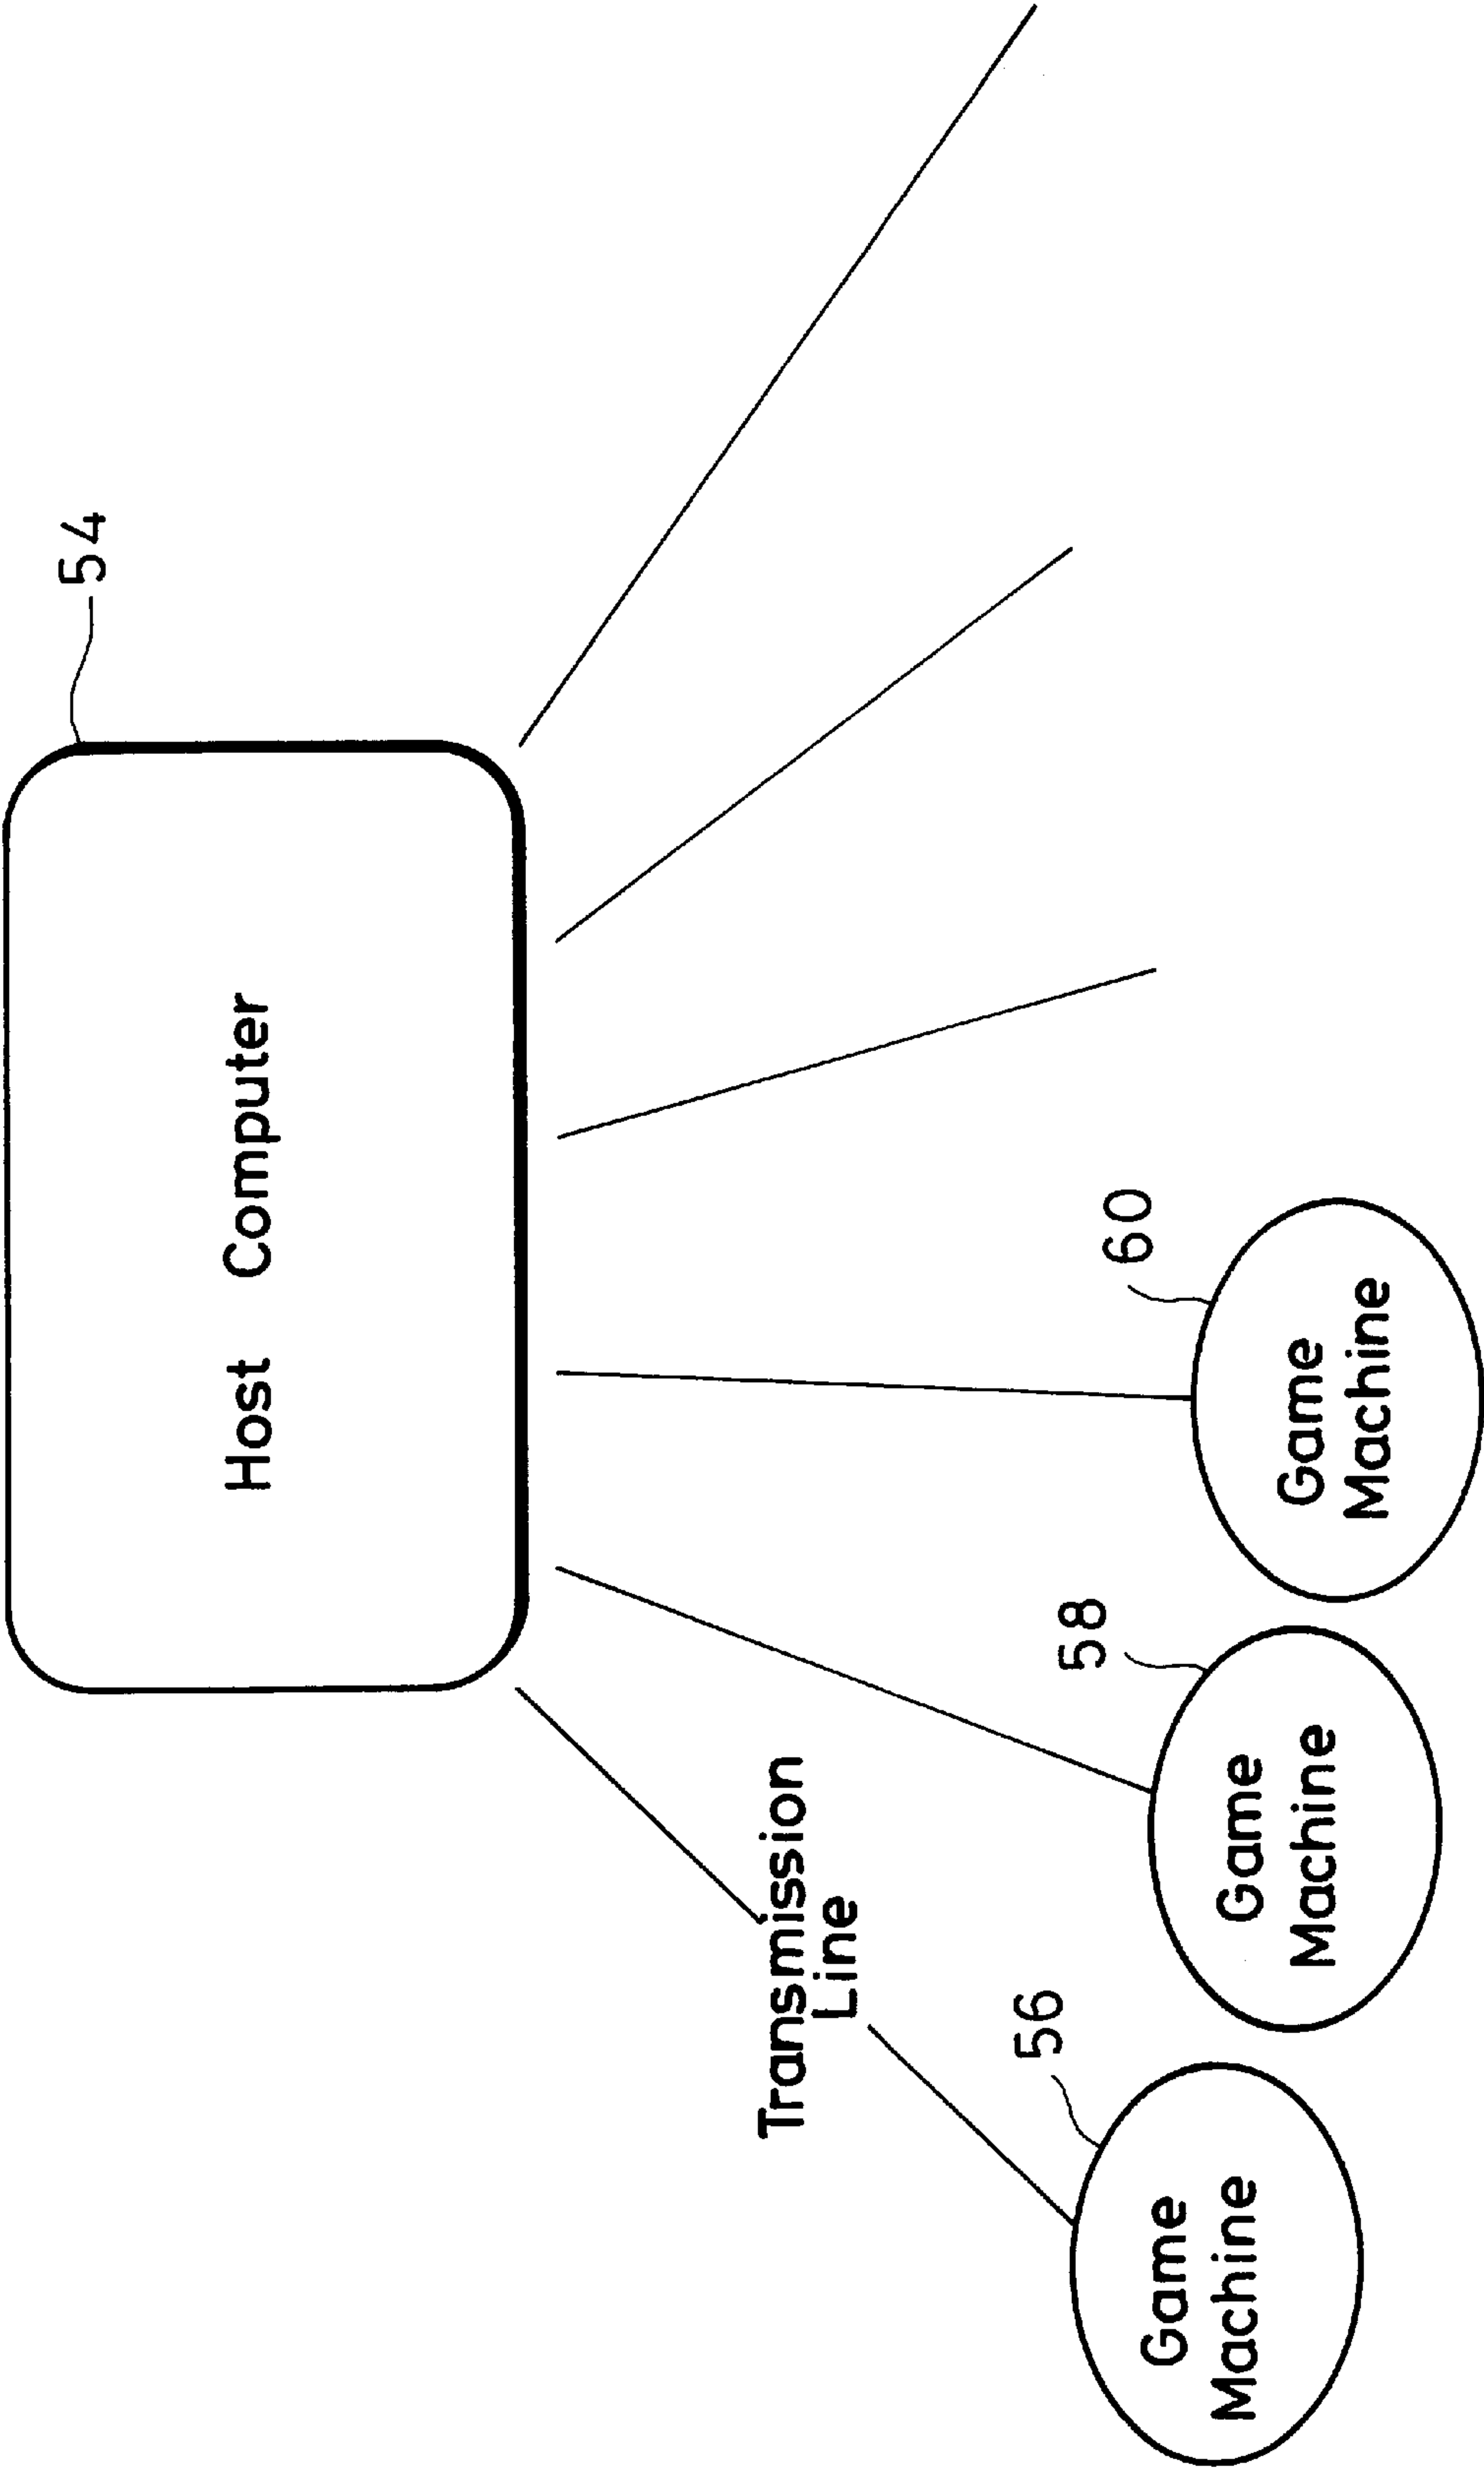 54
Host Computer
Transmission
Line
56
Game
Machine
58
Game
Machine
60
Game
Machine